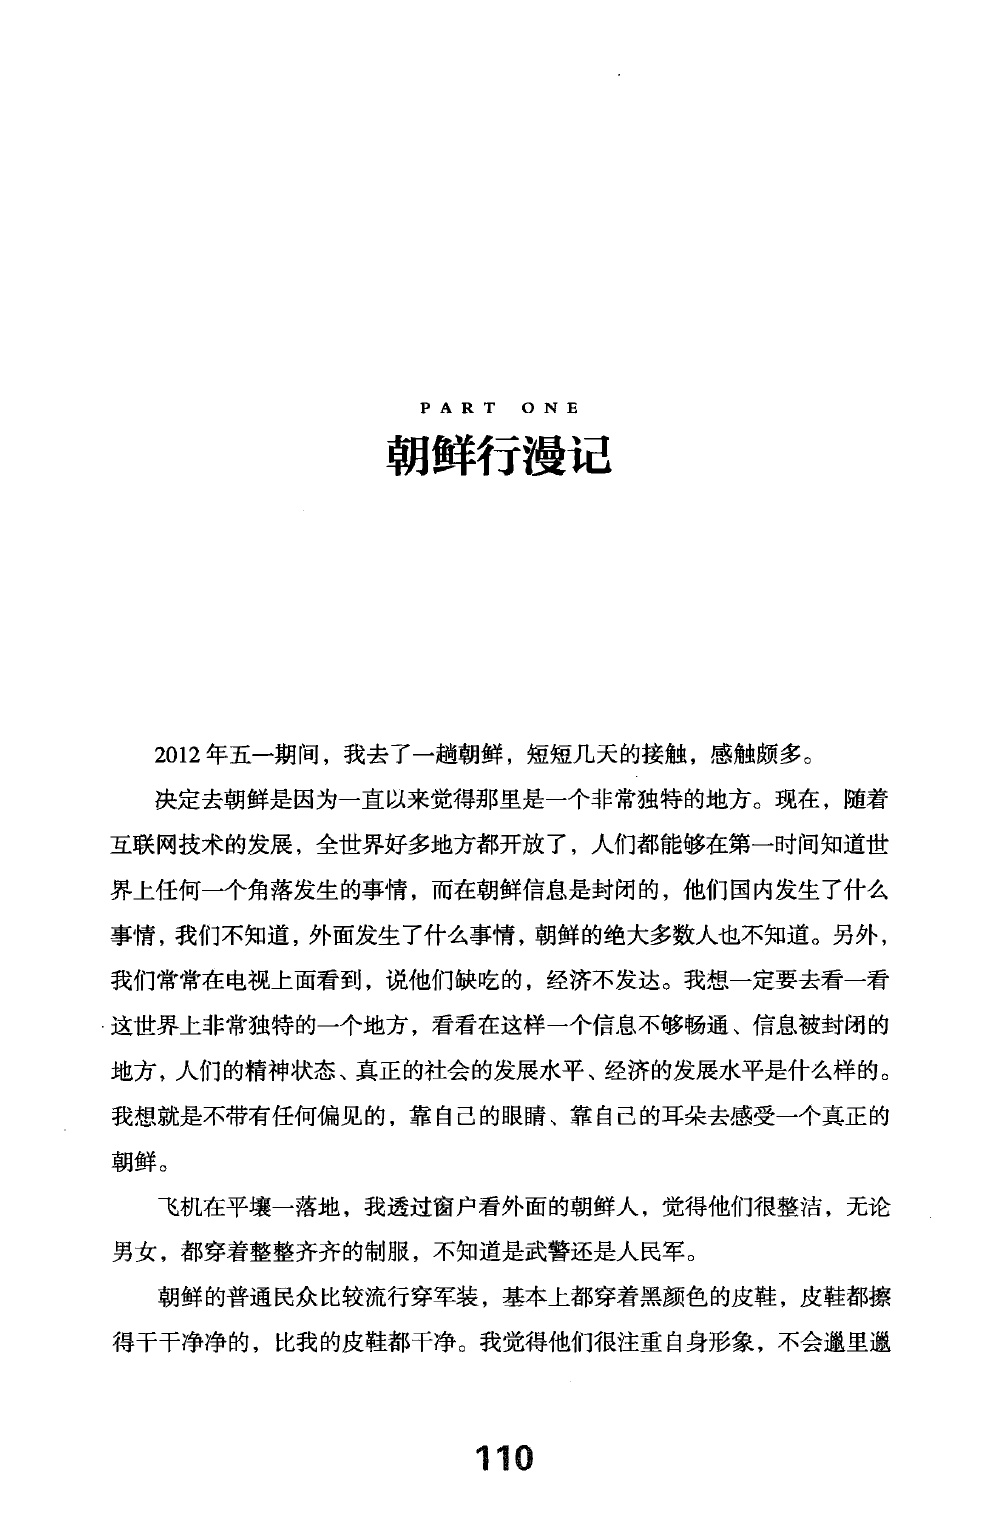 PART ONE
朝鲜行漫记
2012年五一期间，我去了一趟朝鲜，短短几天的接触，感触颇多。
决定去朝鲜是因为一直以来觉得那里是一个非常独特的地方。现在，随着
互联网技术的发展，全世界好多地方都开放了，人们都能够在第一时间知道世
界上任何一个角落发生的事情，而在朝鲜信息是封闭的，他们国内发生了什么
事情，我们不知道，外面发生了什么事情，朝鲜的绝大多数人也不知道。另外，
我们常常在电视上面看到，说他们缺吃的，经济不发达。我想一定要去看一看
这世界上非常独特的一个地方，看看在这样一个信息不够畅通、信息被封闭的
地方，人们的精神状态、真正的社会的发展水平、经济的发展水平是什么样的。
我想就是不带有任何偏见的，靠自己的眼睛、靠自己的耳朵去感受一个真正的
朝鲜。
飞机在平壤一落地，我透过窗户看外面的朝鲜人，觉得他们很整洁，无论
男女，都穿着整整齐齐的制服，不知道是武警还是人民军。
朝鲜的普通民众比较流行穿军装，基本上都穿着黑颜色的皮鞋，皮鞋都擦
得干干净净的，比我的皮鞋都干净。我觉得他们很注重自身形象，不会邋里邋
110